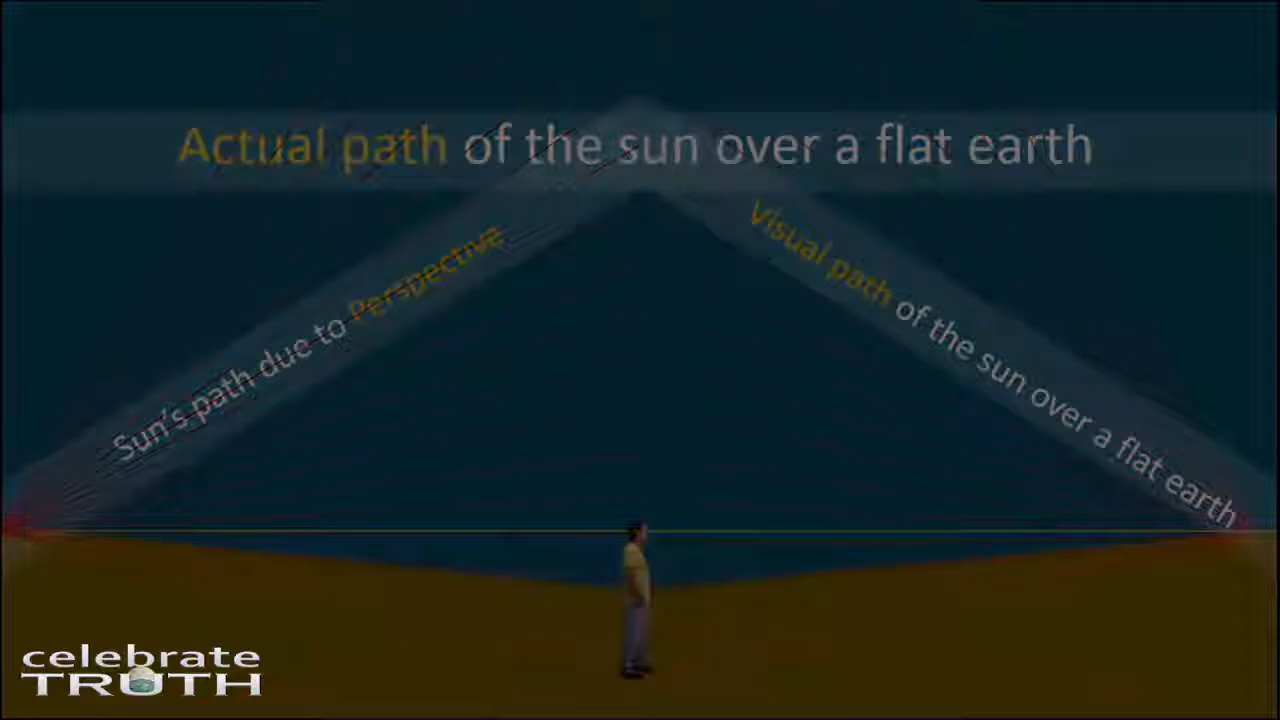 Actual path of the sun over a flat earth
Sun's path due to Perspective
Visual path of the sun over a flat earth
celebrate
TRUTH